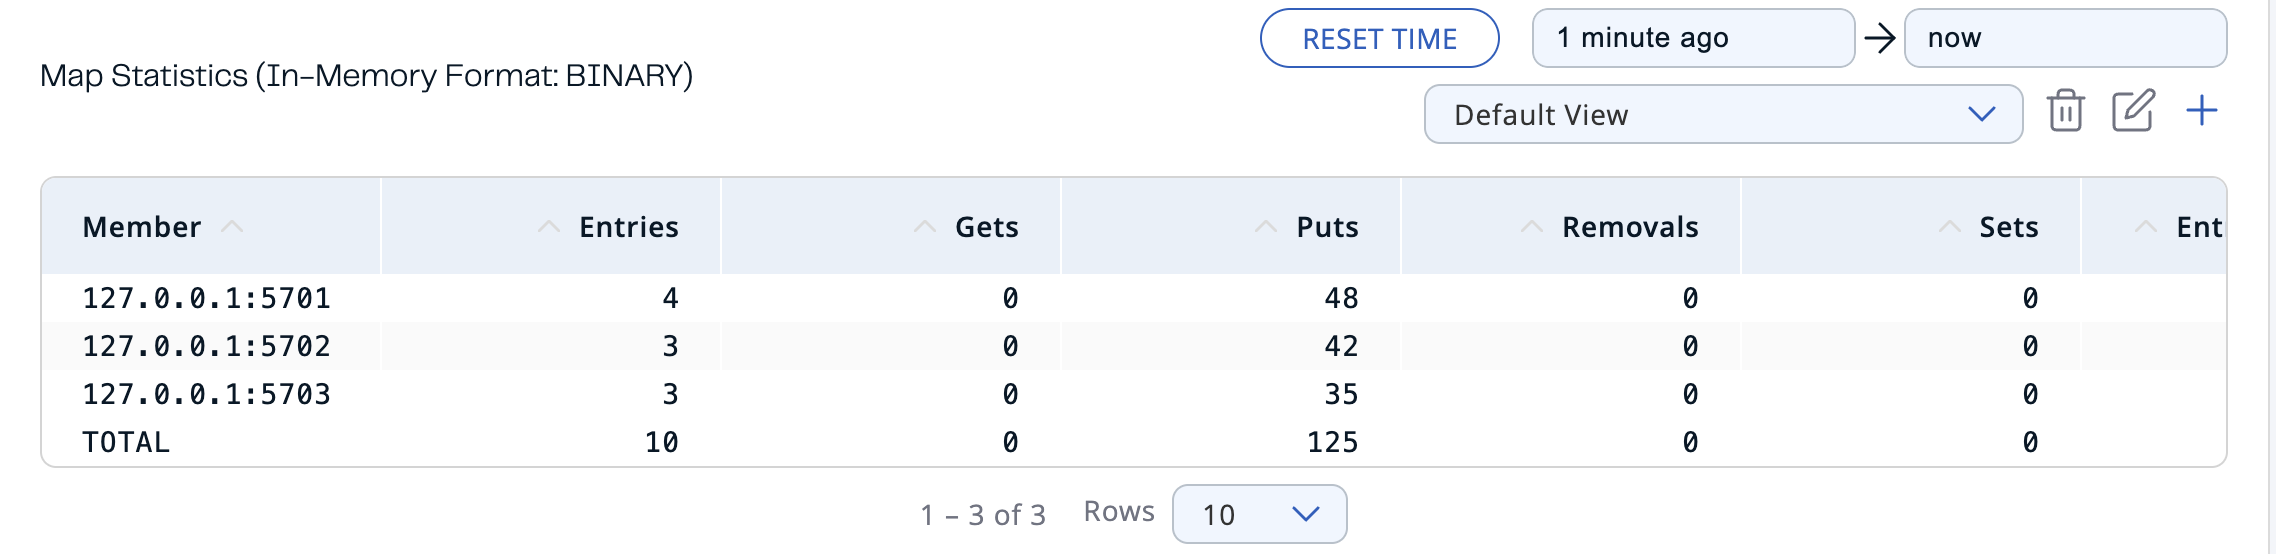 RESET TIME 1 minute ago → now
Map Statistics (In-Memory Format: BINARY)
Default View
Member Entries Gets Puts Removals Sets Ent
127.0.0.1:5701 4 0 48 0 0
127.0.0.1:5702 3 0 42 0 0
127.0.0.1:5703 3 0 35 0 0
TOTAL 10 0 125 0 0
1 – 3 of 3 Rows 10